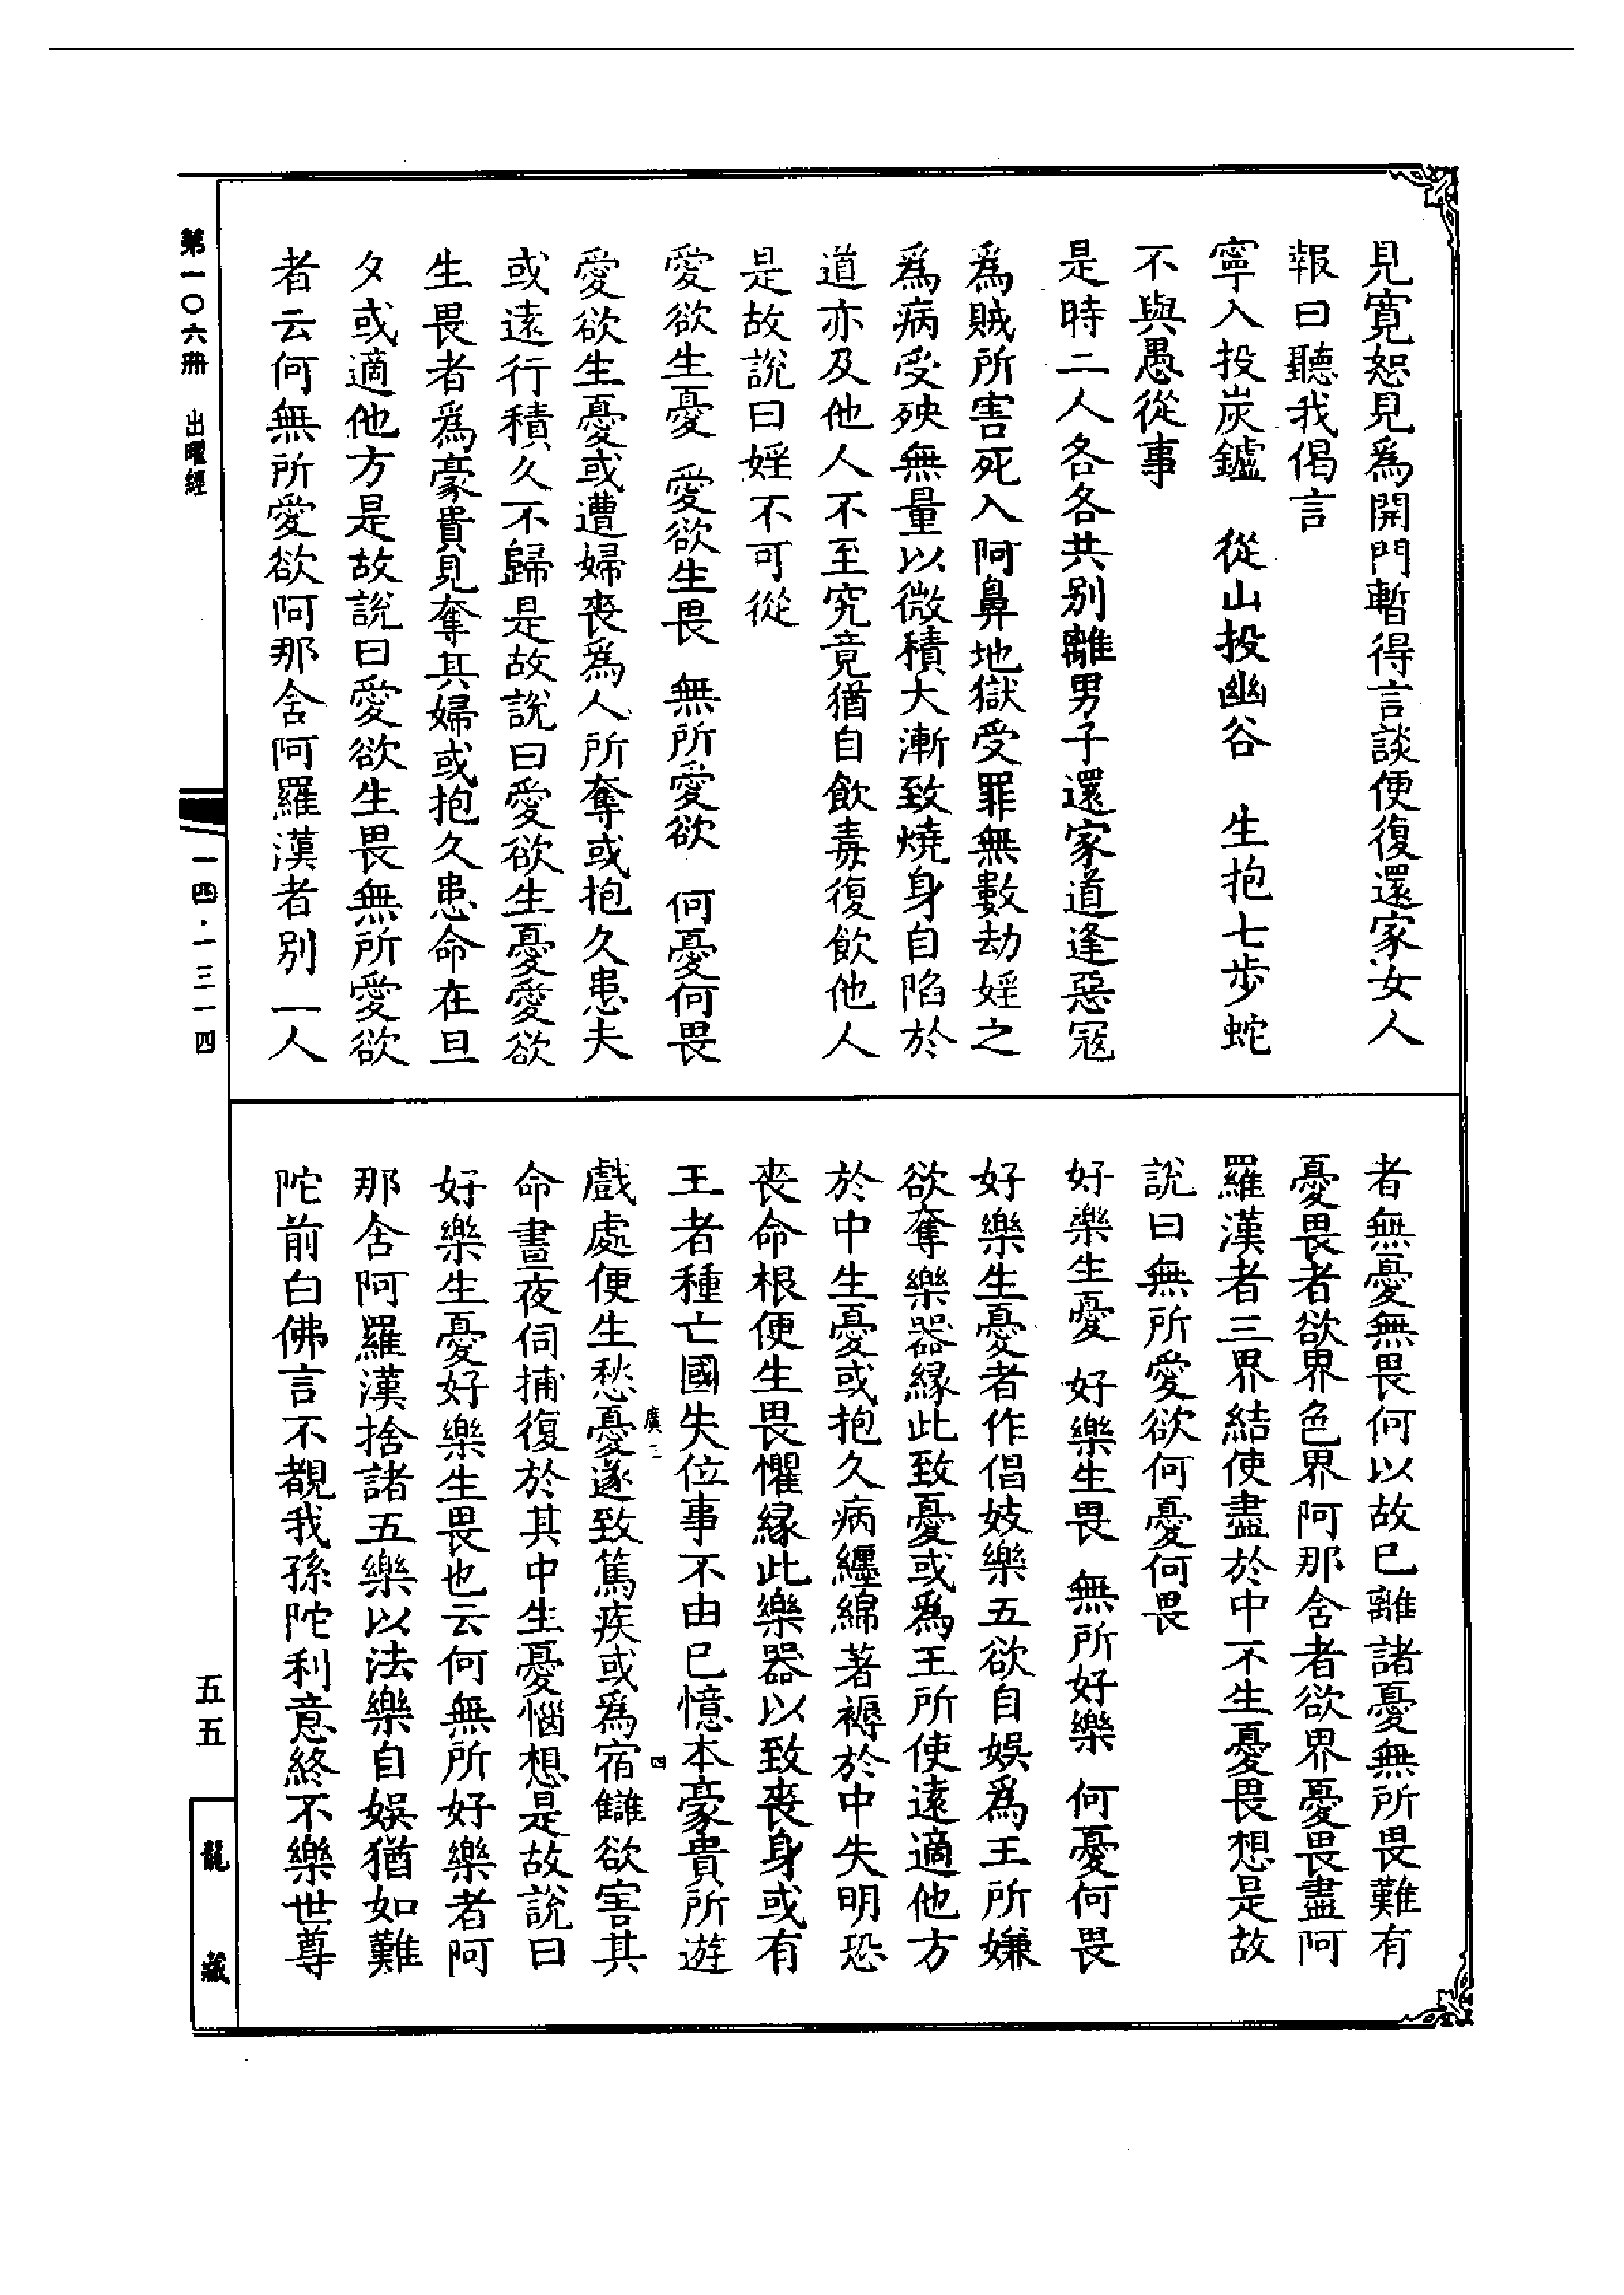 見寬恕見爲開門暫得言談便復還家女人
報曰聽我偈言
寧入投炭鑪　從山投幽谷　生抱七步蛇
不與愚從事
是時二人各各共别離男子還家道逢惡寇
爲賊所害死入阿鼻地獄受罪無數劫婬之
爲病受殃無量以微積大漸致燒身自陷於
道亦及他人不至究竟猶自飲毒復飲他人
是故說曰婬不可從
愛欲生憂　愛欲生畏　無所愛欲　何憂何畏
愛欲生憂或遭婦喪爲人所奪或抱久患夫
或遠行積久不歸是故說曰愛欲生憂愛欲
生畏者爲豪貴見奪其婦或抱久患命在旦
夕或適他方是故說曰愛欲生畏無所愛欲
者云何無所愛欲阿那含阿羅漢者別一人
者無憂無畏何以故已離諸憂無所畏難有
憂畏者欲界色界阿那含者欲界憂畏盡阿
羅漢者三界結使盡於中不生憂畏想是故
說曰無所愛欲何憂何畏
好樂生憂　好樂生畏　無所好樂　何憂何畏
好樂生憂者作倡妓樂五欲自娛爲王所嫌
欲奪樂器緣此致憂或爲王所使遠適他方
於中生憂或抱久病纏綿著褥於中失明恐
喪命根便生畏懼緣此樂器以致喪身或有
王者種亡國失位事不由已憶本豪貴所遊
戲處便生愁憂遂致篤疾或爲宿讎欲害其
廣三
四
命晝夜伺捕復於其中生憂惱想是故說曰
好樂生憂好樂生畏也云何無所好樂者阿
那含阿羅漢捨諸五樂以法樂自娛猶如難
陀前白佛言不覩我孫陀利意終不樂世尊
第一〇六冊　出曜經
一四・一三一四
五五
龍藏